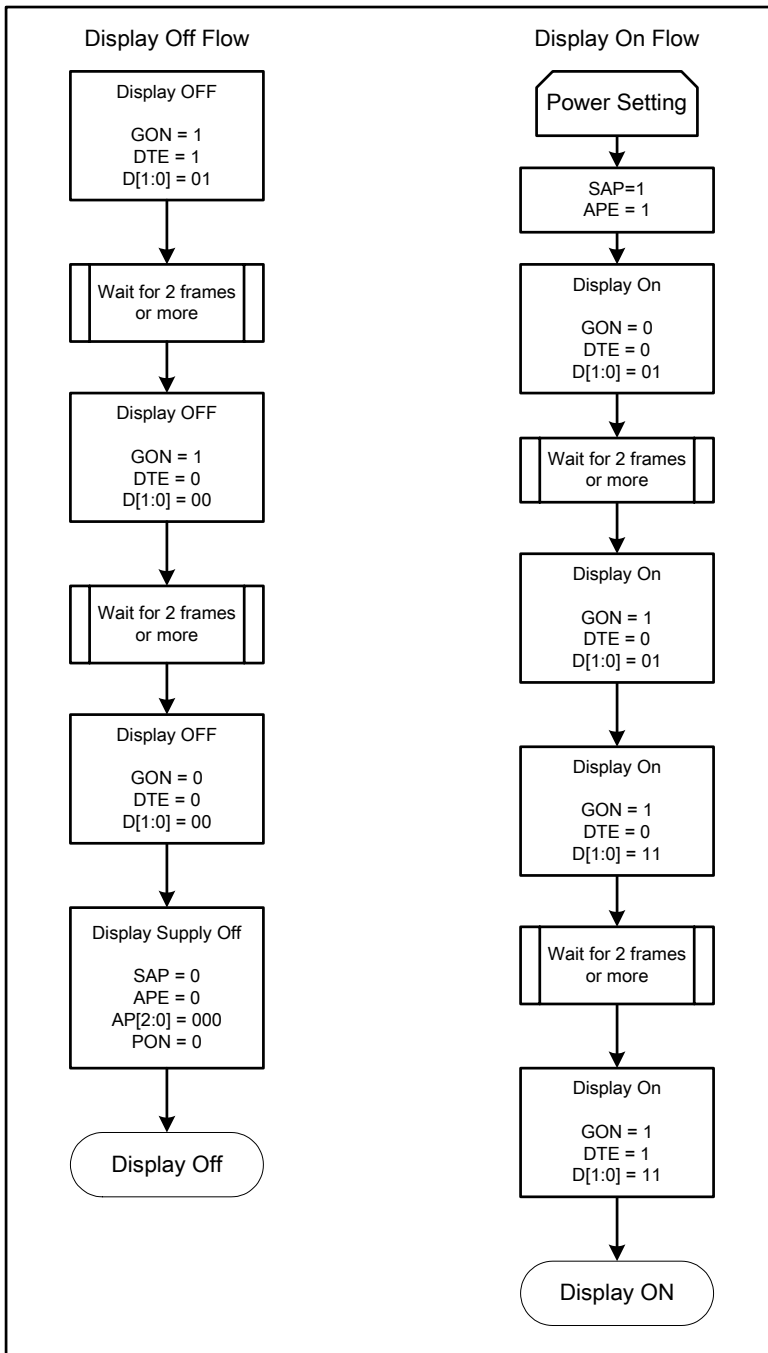 Display Off Flow
Display OFF
GON = 1
DTE = 1
D[1:0] = 01
Wait for 2 frames
or more
Display OFF
GON = 1
DTE = 0
D[1:0] = 00
Wait for 2 frames
or more
Display OFF
GON = 0
DTE = 0
D[1:0] = 00
Display Supply Off
SAP = 0
APE = 0
AP[2:0] = 000
PON = 0
Display Off
Display On Flow
Power Setting
SAP=1
APE = 1
Display On
GON = 0
DTE = 0
D[1:0] = 01
Wait for 2 frames
or more
Display On
GON = 1
DTE = 0
D[1:0] = 01
Display On
GON = 1
DTE = 0
D[1:0] = 11
Wait for 2 frames
or more
Display On
GON = 1
DTE = 1
D[1:0] = 11
Display ON